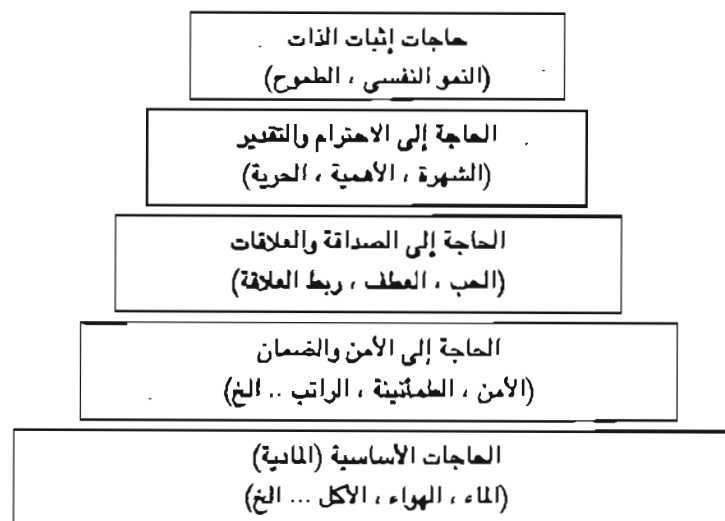 حاجات إثبات الذات
(النمو النفسي ، الطموح)
الحاجة إلى الاحترام والتقدير
(الشهرة ، الأهمية ، الحرية)
الحاجة إلى الصداقة والعلاقات
(الحب ، العطف ، ربط العلاقة)
الحاجة إلى الأمن والضمان
(الأمن ، الطمأنينة ، الراتب .. الخ)
الحاجات الأساسية (المادية)
(الماء ، الهواء ، الأكل ... الخ)